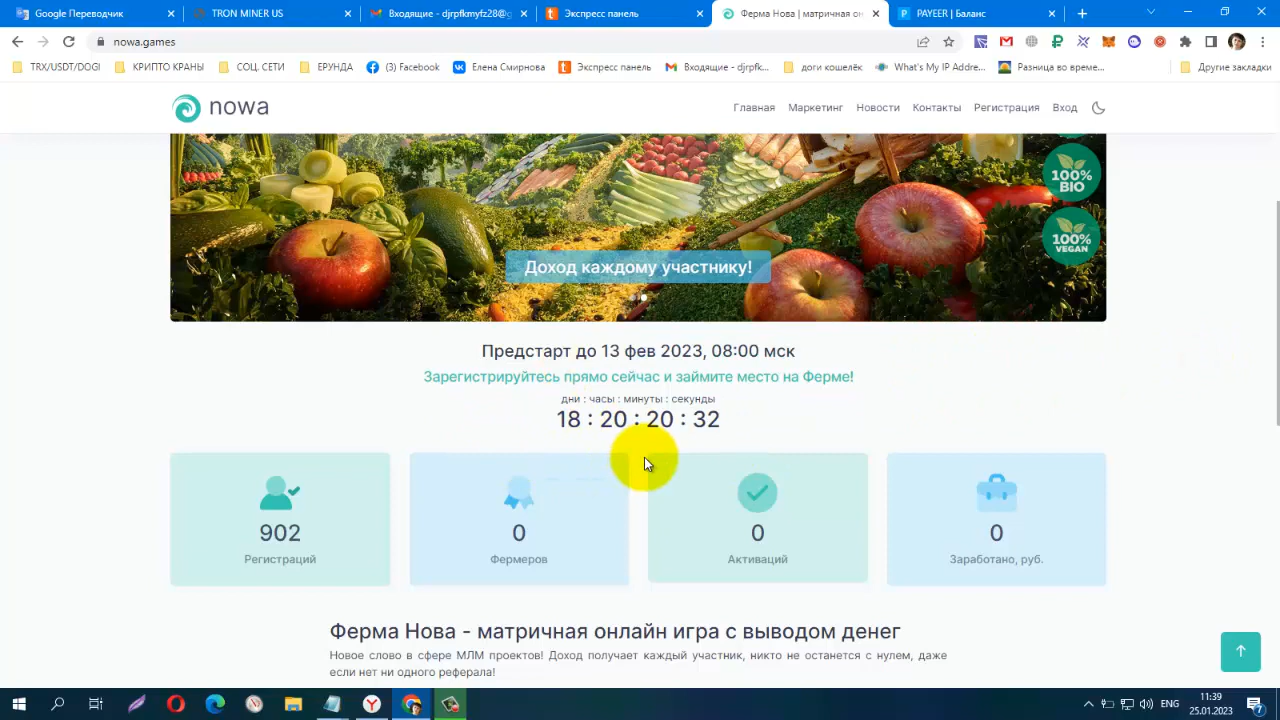 Google Переводчик
TRON MINER US
Входящие - djrpfkmyfz28@g
Экспресс панель
Ферма Нова | матричная он
PAYEER | Баланс
nowa.games
TRX/USDT/DOGI
КРИПТО КРАНЫ
СОЦ. СЕТИ
ЕРУНДА
(3) Facebook
Елена Смирнова
Экспресс панель
Входящие - djrpfk...
доги кошелёк
What's My IP Addre...
Разница во време...
Другие закладки
nowa
Главная
Маркетинг
Новости
Контакты
Регистрация
Вход
100%
BIO
100%
VEGAN
Доход каждому участнику!
Предстарт до 13 фев 2023, 08:00 мск
Зарегистрируйтесь прямо сейчас и займите место на Ферме!
дни : часы : минуты : секунды
18 : 20 : 20 : 32
902
Регистраций
0
Фермеров
0
Активаций
0
Заработано, руб.
Ферма Нова - матричная онлайн игра с выводом денег
Новое слово в сфере МЛМ проектов! Доход получает каждый участник, никто не останется с нулем, даже
если нет ни одного реферала!
ENG
11:39
25.01.2023
7